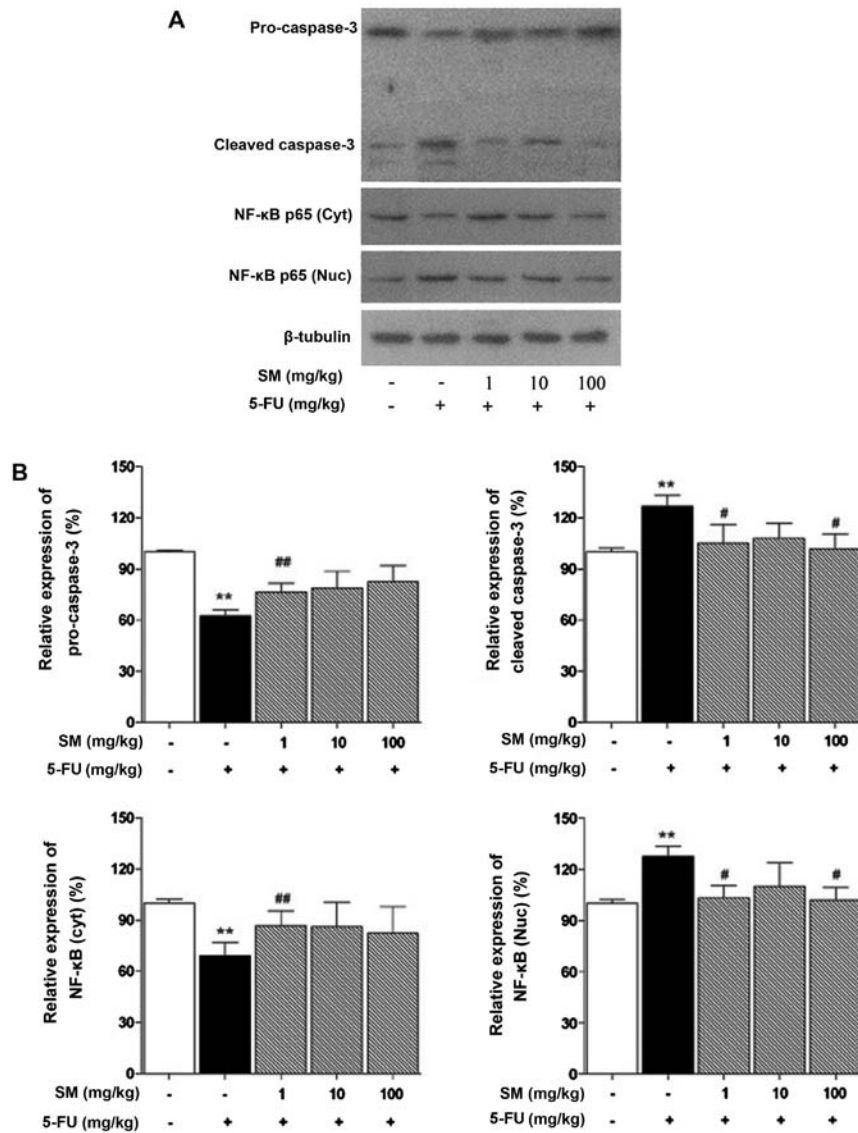 A
Pro-caspase-3
Cleaved caspase-3
NF-κB p65 (Cyt)
NF-κB p65 (Nuc)
β-tubulin
SM (mg/kg) - - 1 10 100
5-FU (mg/kg) - + + + +
B
Relative expression of
pro-caspase-3 (%)
150
120
90
60
30
0
**
##
SM (mg/kg) - - 1 10 100
5-FU (mg/kg) - + + + +
Relative expression of
cleaved caspase-3 (%)
150
120
90
60
30
0
**
#
#
SM (mg/kg) - - 1 10 100
5-FU (mg/kg) - + + + +
Relative expression of
NF-κB (cyt) (%)
150
120
90
60
30
0
**
##
SM (mg/kg) - - 1 10 100
5-FU (mg/kg) - + + + +
Relative expression of
NF-κB (Nuc) (%)
150
120
90
60
30
0
**
#
#
SM (mg/kg) - - 1 10 100
5-FU (mg/kg) - + + + +